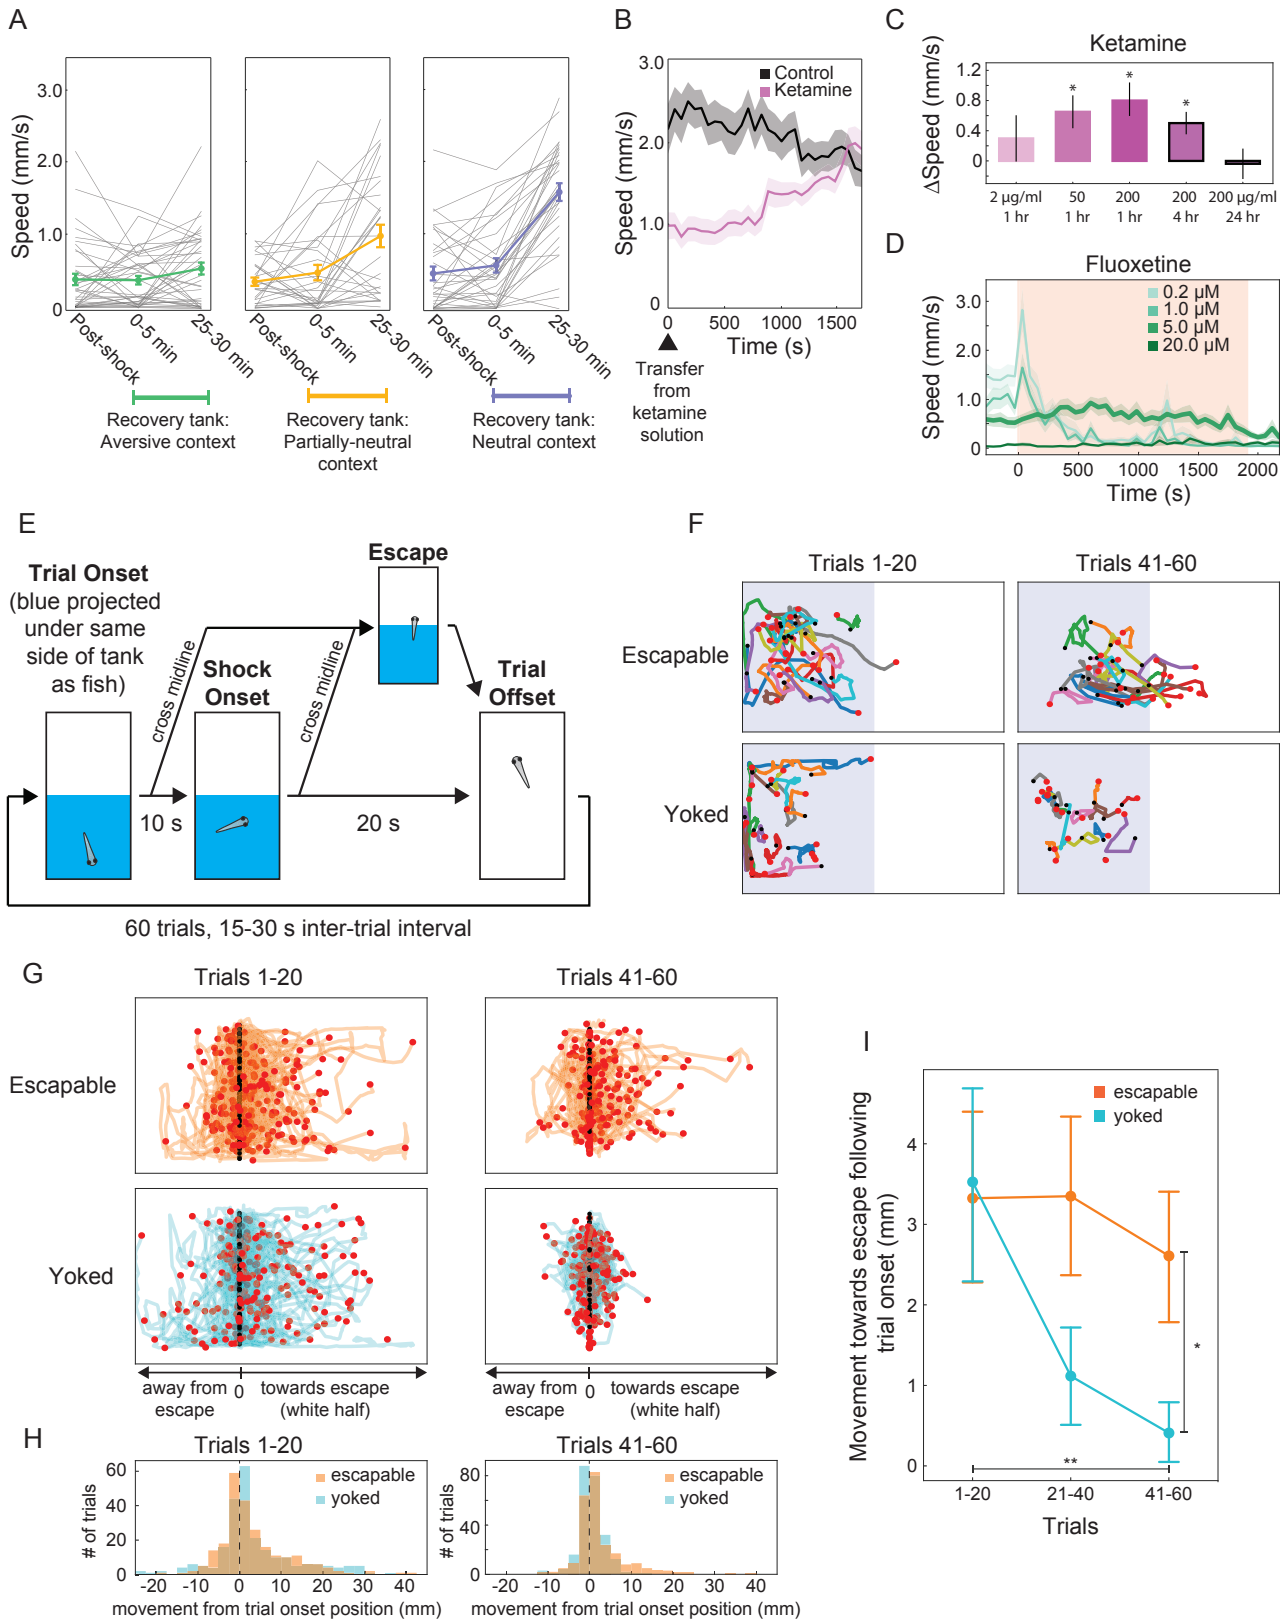 A
Speed (mm/s)
3.0
2.0
1.0
0
Post-shock
0-5 min
25-30 min
Post-shock
0-5 min
25-30 min
Post-shock
0-5 min
25-30 min
Recovery tank:
Aversive context
Recovery tank:
Partially-neutral
context
Recovery tank:
Neutral context
B
Speed (mm/s)
3.0
2.0
1.0
0
Control
Ketamine
0
500
1000
1500
Time (s)
Transfer
from
ketamine
solution
C
Ketamine
ΔSpeed (mm/s)
1.2
0.8
0.4
0
*
*
*
2 µg/ml
1 hr
50
1 hr
200
1 hr
200
4 hr
200 µg/ml
24 hr
D
Fluoxetine
Speed (mm/s)
3.0
2.0
1.0
0
0.2 µM
1.0 µM
5.0 µM
20.0 µM
0
500
1000
1500
2000
Time (s)
E
Trial Onset
(blue projected
under same
side of tank
as fish)
cross midline
10 s
Shock
Onset
cross midline
20 s
Escape
Trial
Offset
60 trials, 15-30 s inter-trial interval
F
Trials 1-20
Trials 41-60
Escapable
Yoked
G
Trials 1-20
Trials 41-60
Escapable
Yoked
away from
escape
0
towards escape
(white half)
away from
escape
0
towards escape
(white half)
H
Trials 1-20
# of trials
60
40
20
0
escapable
yoked
-20
-10
0
10
20
30
40
movement from trial onset position (mm)
Trials 41-60
# of trials
80
40
0
escapable
yoked
-20
-10
0
10
20
30
40
movement from trial onset position (mm)
I
Movement towards escape following
trial onset (mm)
4
3
2
1
0
escapable
yoked
*
**
1-20
21-40
41-60
Trials